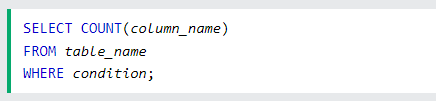 SELECT COUNT(column_name)
FROM table_name
WHERE condition;